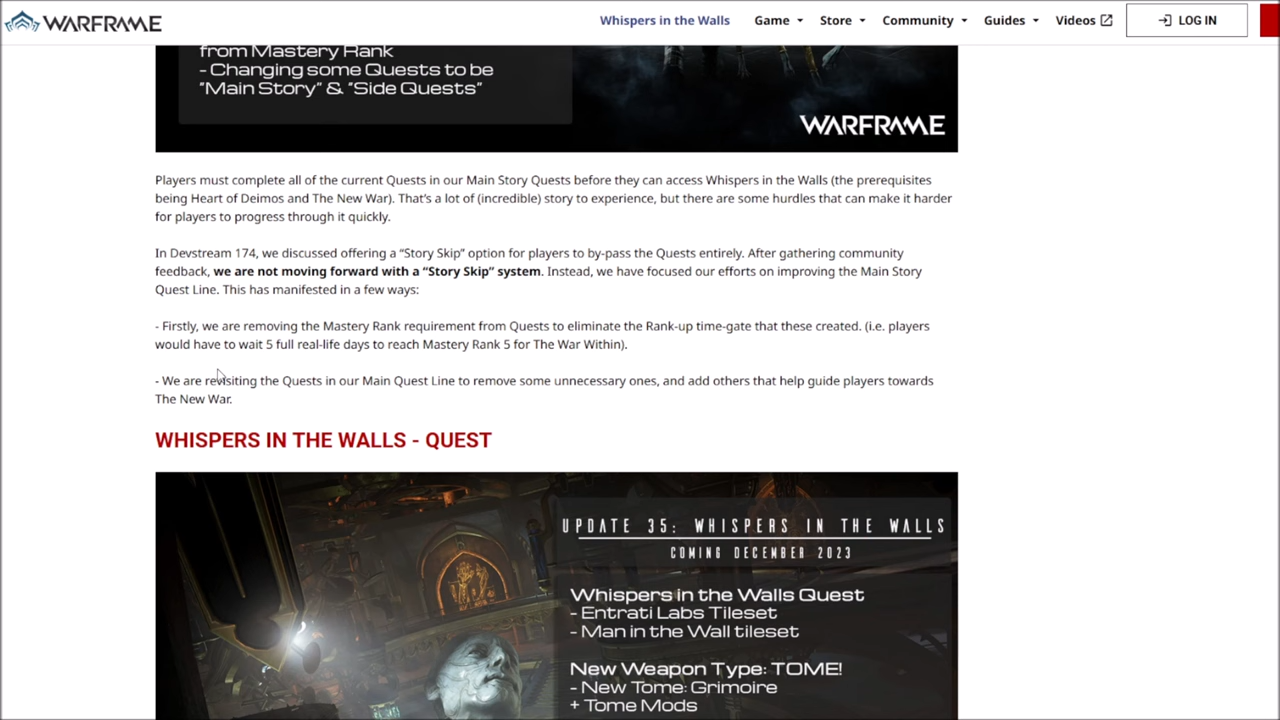 WARFRAME
Whispers in the Walls
Game
Store
Community
Guides
Videos
LOG IN
from Mastery Rank
- Changing some Quests to be
"Main Story" & "Side Quests"
WARFRAME
Players must complete all of the current Quests in our Main Story Quests before they can access Whispers in the Walls (the prerequisites
being Heart of Deimos and The New War). That's a lot of (incredible) story to experience, but there are some hurdles that can make it harder
for players to progress through it quickly.
In Devstream 174, we discussed offering a “Story Skip” option for players to by-pass the Quests entirely. After gathering community
feedback, we are not moving forward with a “Story Skip” system. Instead, we have focused our efforts on improving the Main Story
Quest Line. This has manifested in a few ways:
- Firstly, we are removing the Mastery Rank requirement from Quests to eliminate the Rank-up time-gate that these created. (i.e. players
would have to wait 5 full real-life days to reach Mastery Rank 5 for The War Within).
- We are revisiting the Quests in our Main Quest Line to remove some unnecessary ones, and add others that help guide players towards
The New War.
WHISPERS IN THE WALLS - QUEST
UPDATE 35: WHISPERS IN THE WALLS
COMING DECEMBER 2023
Whispers in the Walls Quest
- Entrati Labs Tileset
- Man in the Wall tileset
New Weapon Type: TOME!
- New Tome: Grimoire
+ Tome Mods